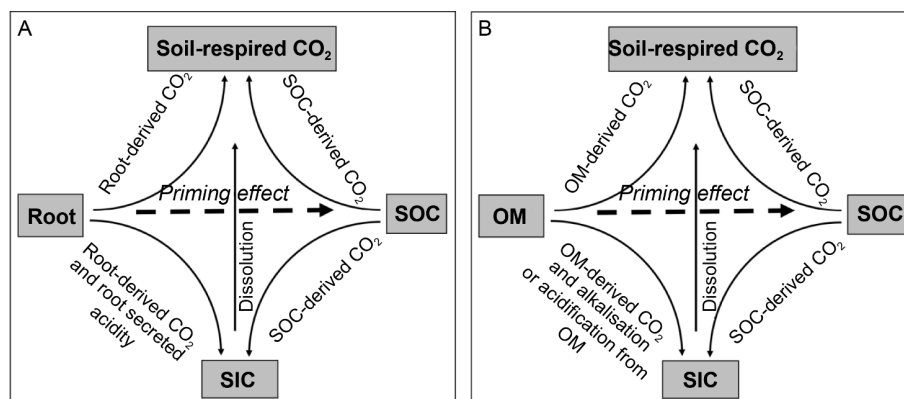 A
Soil-respired CO₂
Root-derived CO₂
SOC-derived CO₂
Priming effect
Root
SOC
Dissolution
Root-derived CO₂
and root secreted
acidity
SOC-derived CO₂
SIC
B
Soil-respired CO₂
OM-derived CO₂
SOC-derived CO₂
Priming effect
OM
SOC
Dissolution
OM-derived CO₂
and alkalisation
or acidification from
OM
SOC-derived CO₂
SIC